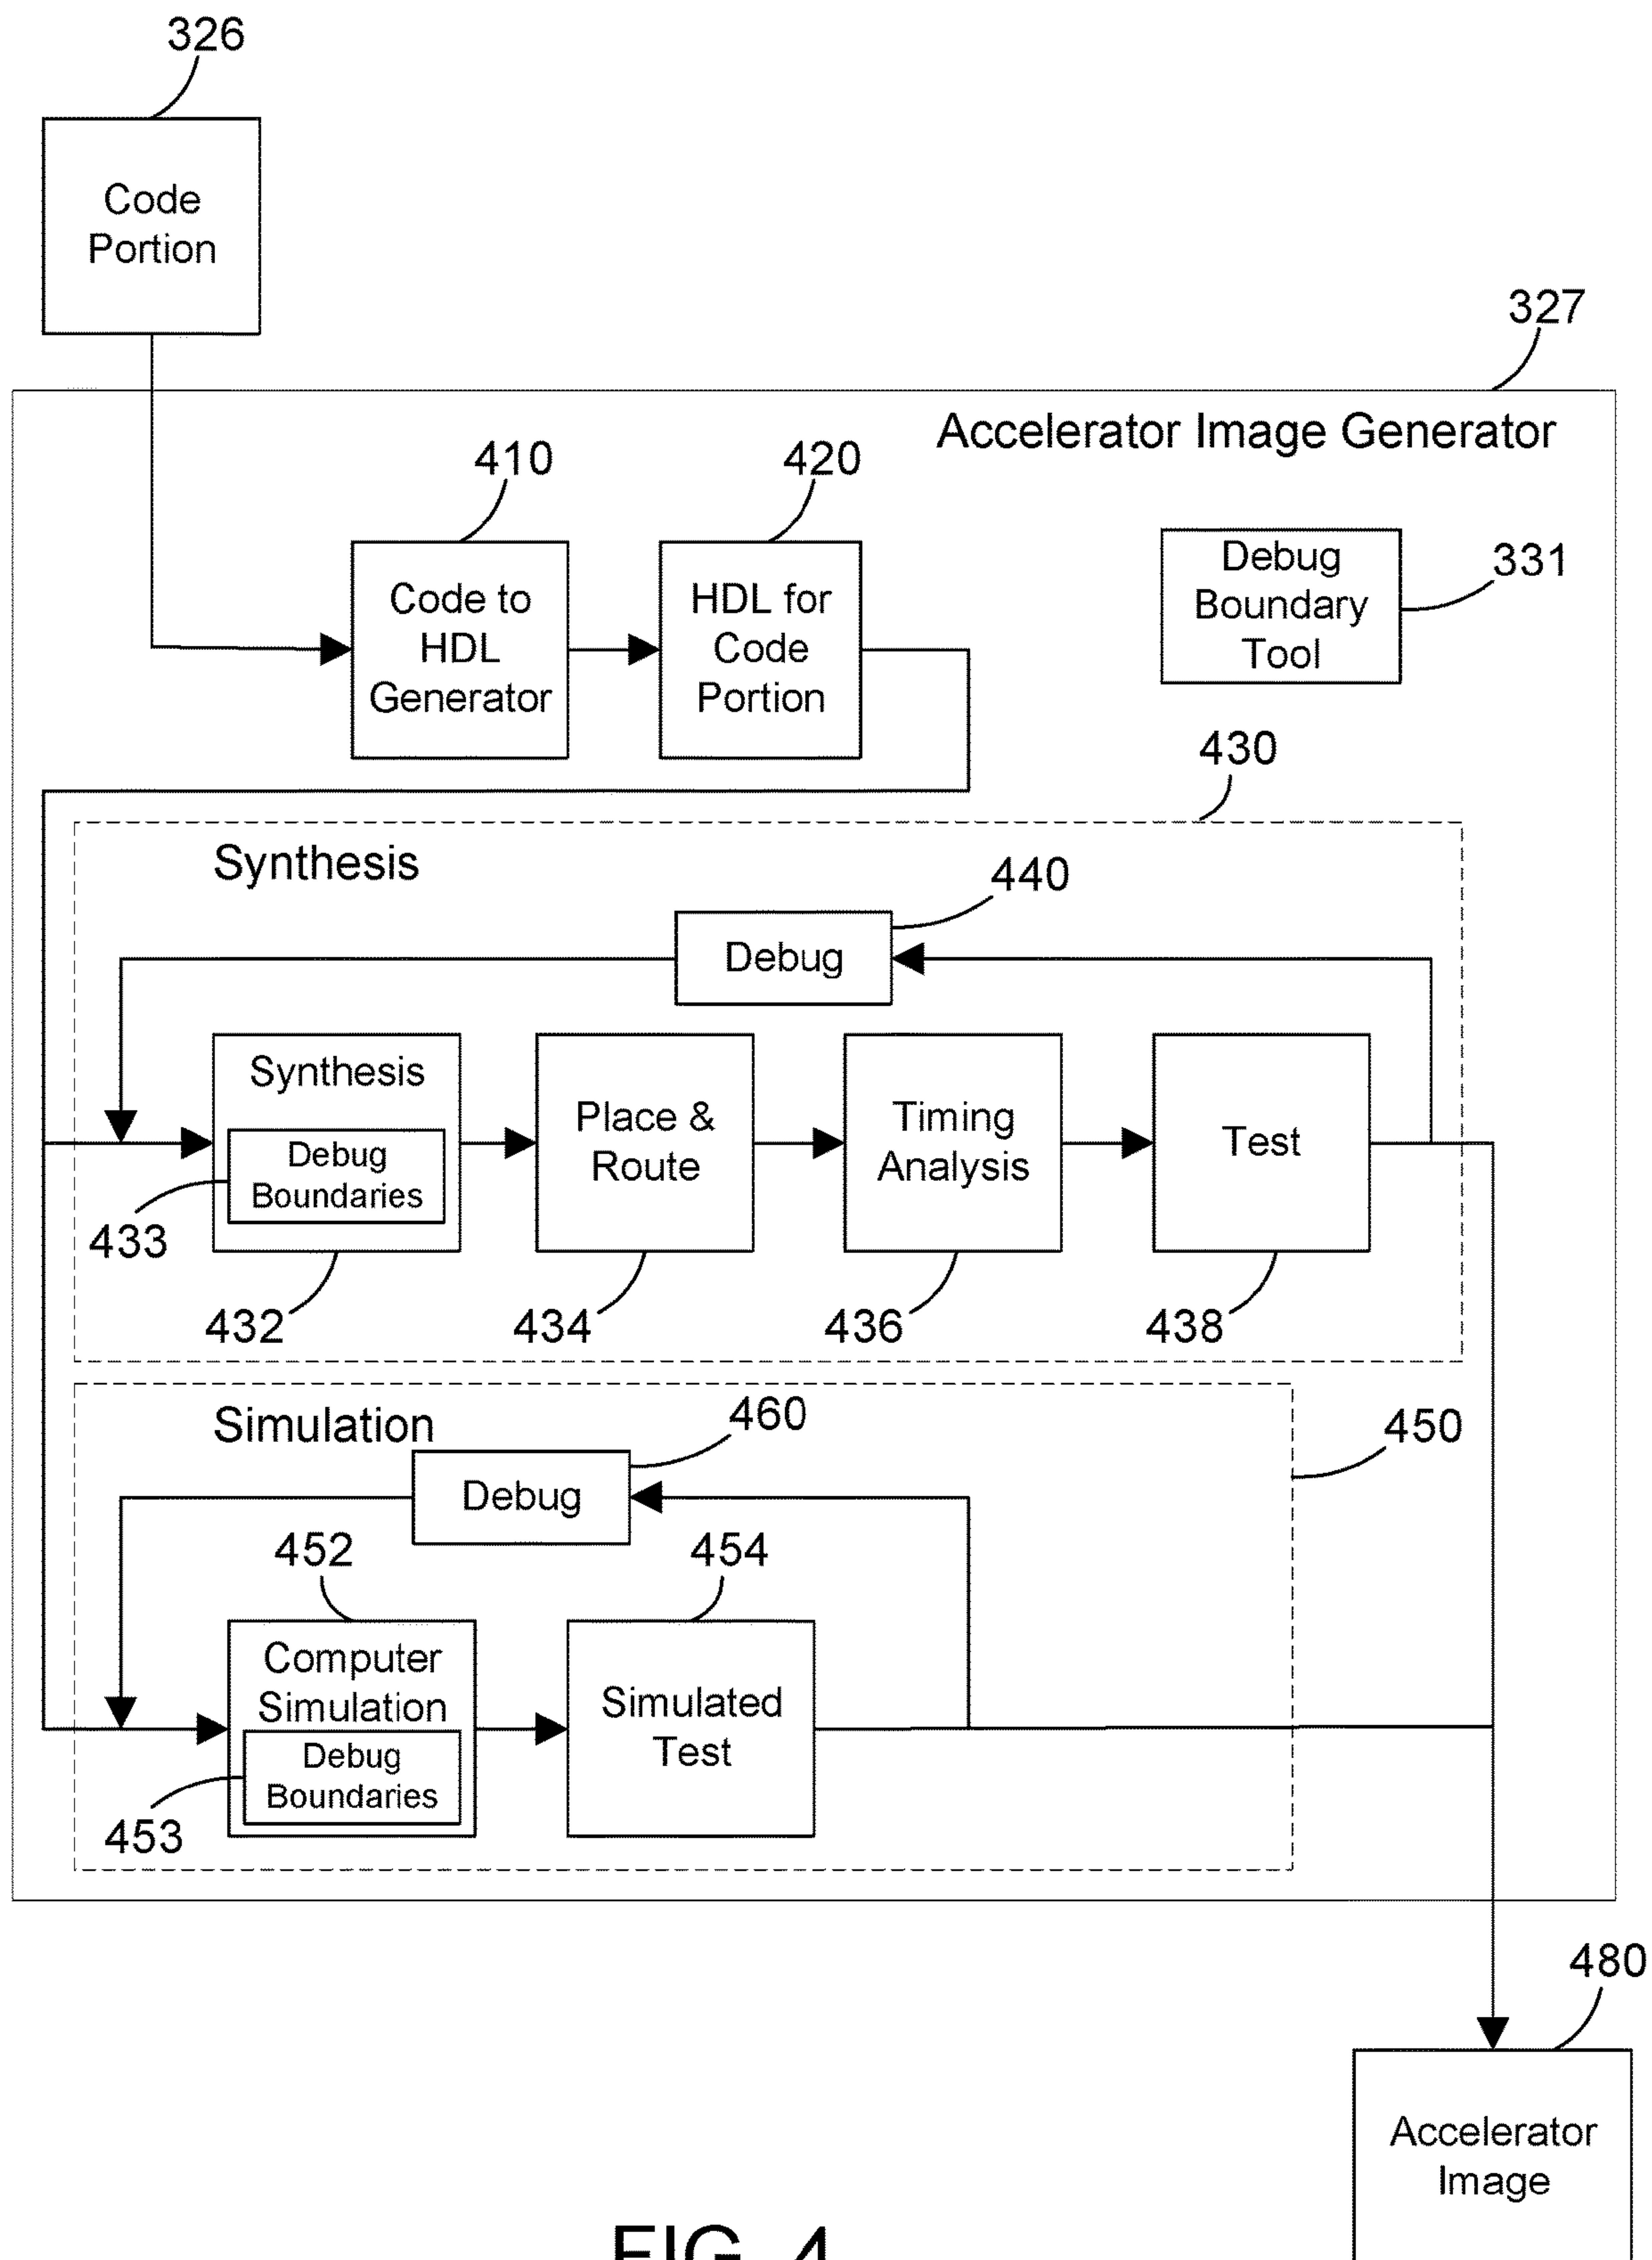 326
Code
Portion
327
Accelerator Image Generator
410
420
Code to
HDL
Generator
HDL for
Code
Portion
Debug
Boundary
Tool
331
430
Synthesis
440
Debug
Synthesis
Debug
Boundaries
433
432
Place &
Route
434
Timing
Analysis
436
Test
438
Simulation
460
450
Debug
452
454
Computer
Simulation
Debug
Boundaries
453
Simulated
Test
480
Accelerator
Image
FIG. 4